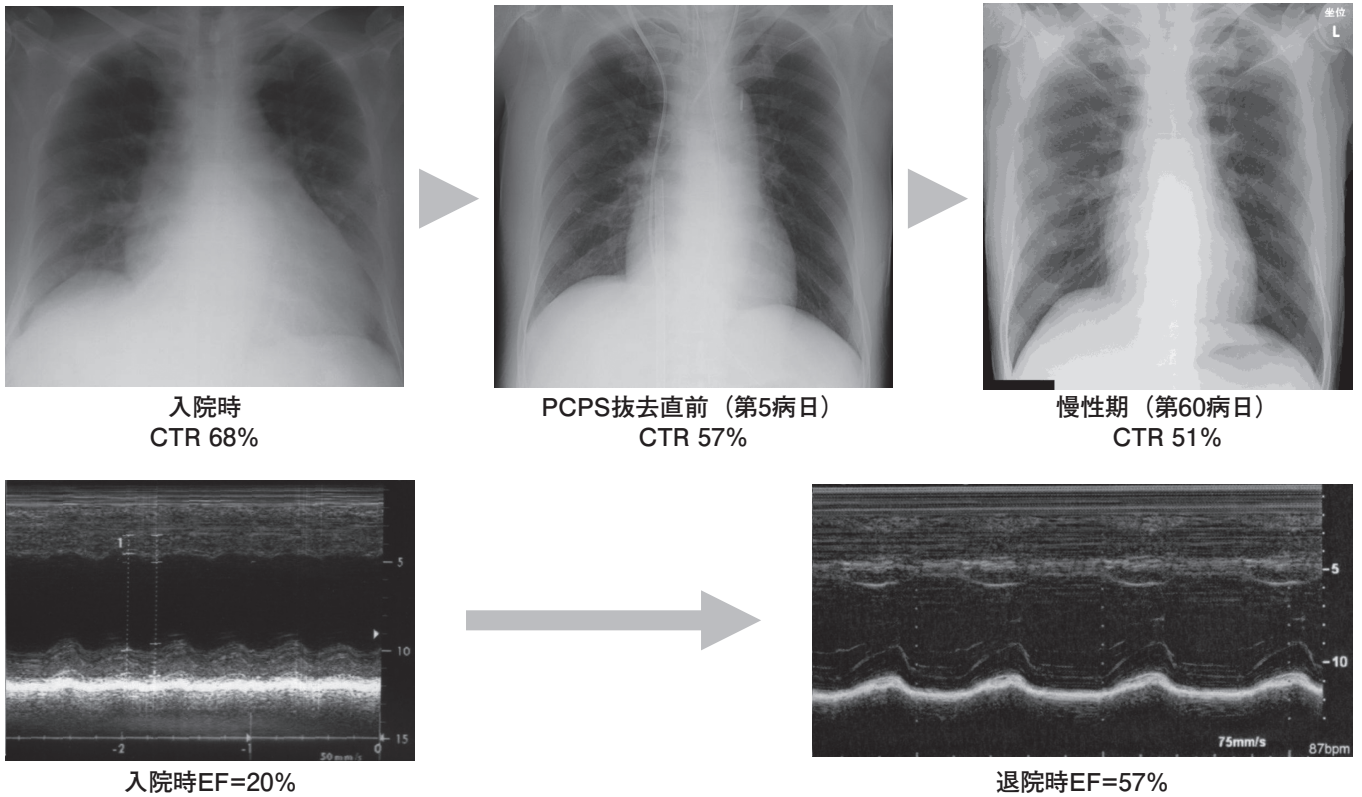 坐位
L
入院時
CTR 68%
PCPS抜去直前（第5病日）
CTR 57%
慢性期（第60病日）
CTR 51%
1
5
10
15
-2
-1
0
50mm/s
入院時EF=20%
5
10
75mm/s
87bpm
退院時EF=57%